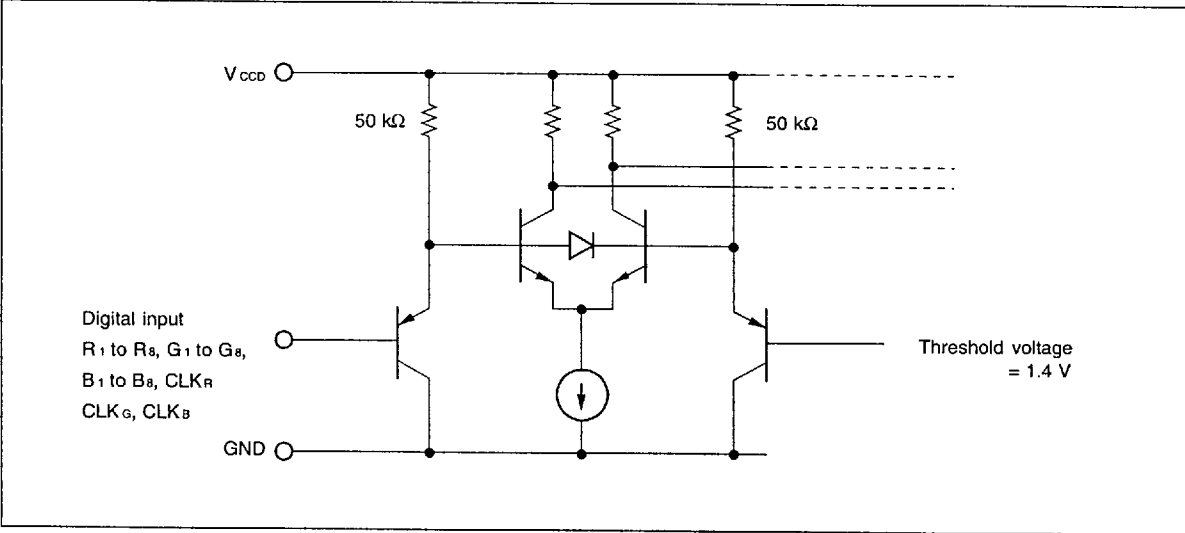 VCCD
50 kΩ
50 kΩ
Digital input
R1 to R8, G1 to G8,
B1 to B8, CLKR
CLKG, CLKB
Threshold voltage
= 1.4 V
GND